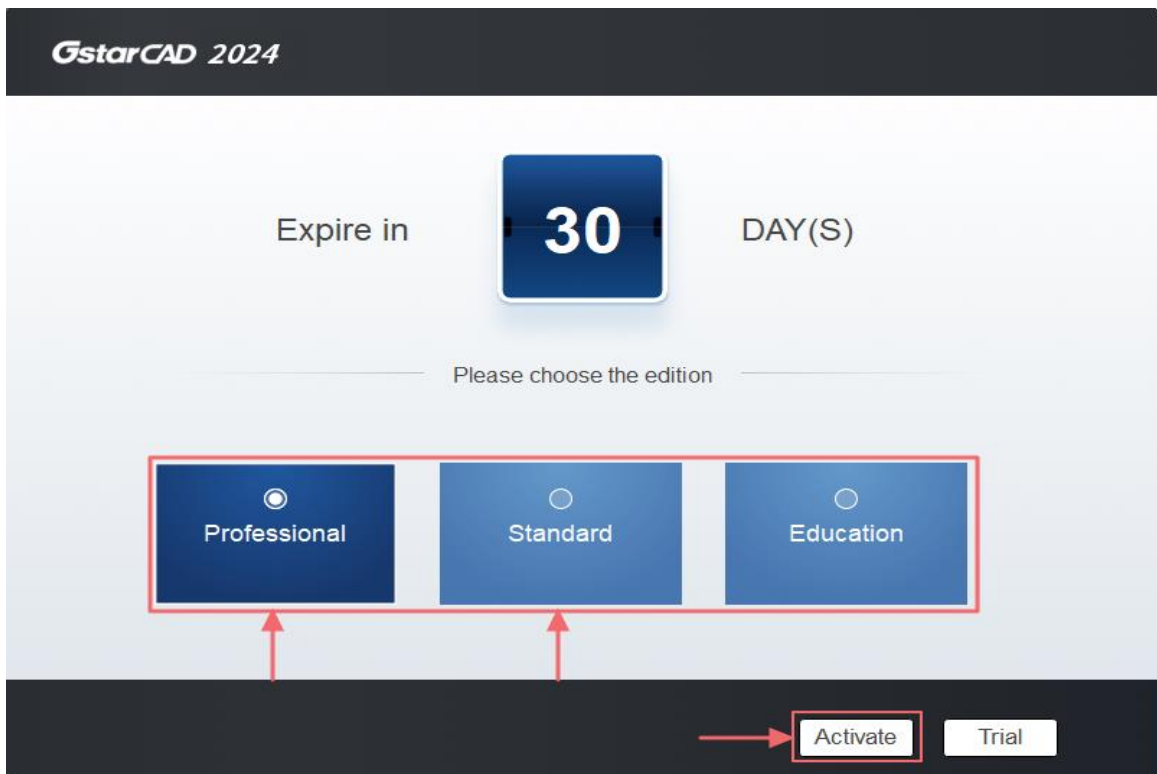 GstarCAD 2024
Expire in 30 DAY(S)
Please choose the edition
Professional Standard Education
Activate Trial